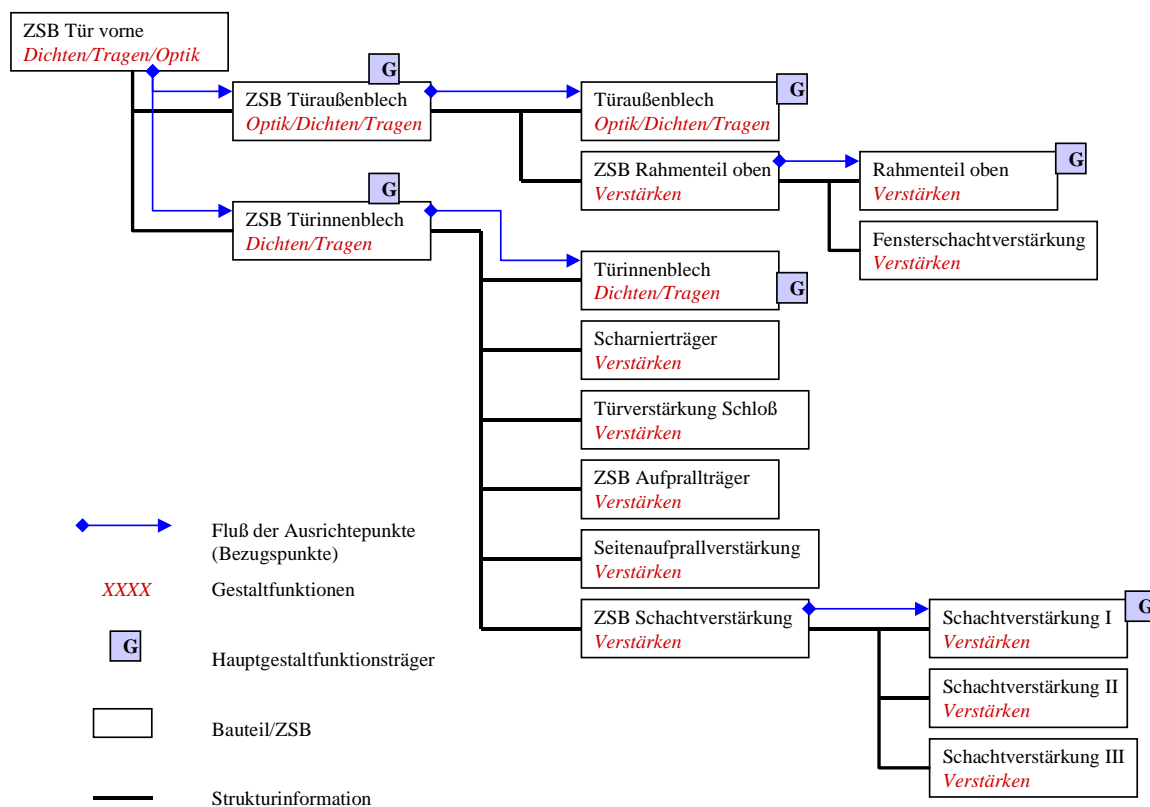 ZSB Tür vorne
Dichten/Tragen/Optik
G
ZSB Türaußenblech
Optik/Dichten/Tragen
G
Türaußenblech
Optik/Dichten/Tragen
ZSB Rahmenteil oben
Verstärken
G
Rahmenteil oben
Verstärken
Fensterschachtverstärkung
Verstärken
G
ZSB Türinnenblech
Dichten/Tragen
Türinnenblech
Dichten/Tragen
G
Scharnierträger
Verstärken
Türverstärkung Schloß
Verstärken
ZSB Aufprallträger
Verstärken
Seitenaufprallverstärkung
Verstärken
ZSB Schachtverstärkung
Verstärken
G
Schachtverstärkung I
Verstärken
Schachtverstärkung II
Verstärken
Schachtverstärkung III
Verstärken
Fluß der Ausrichtepunkte
(Bezugspunkte)
XXXX
Gestaltfunktionen
G
Hauptgestaltfunktionsträger
Bauteil/ZSB
Strukturinformation